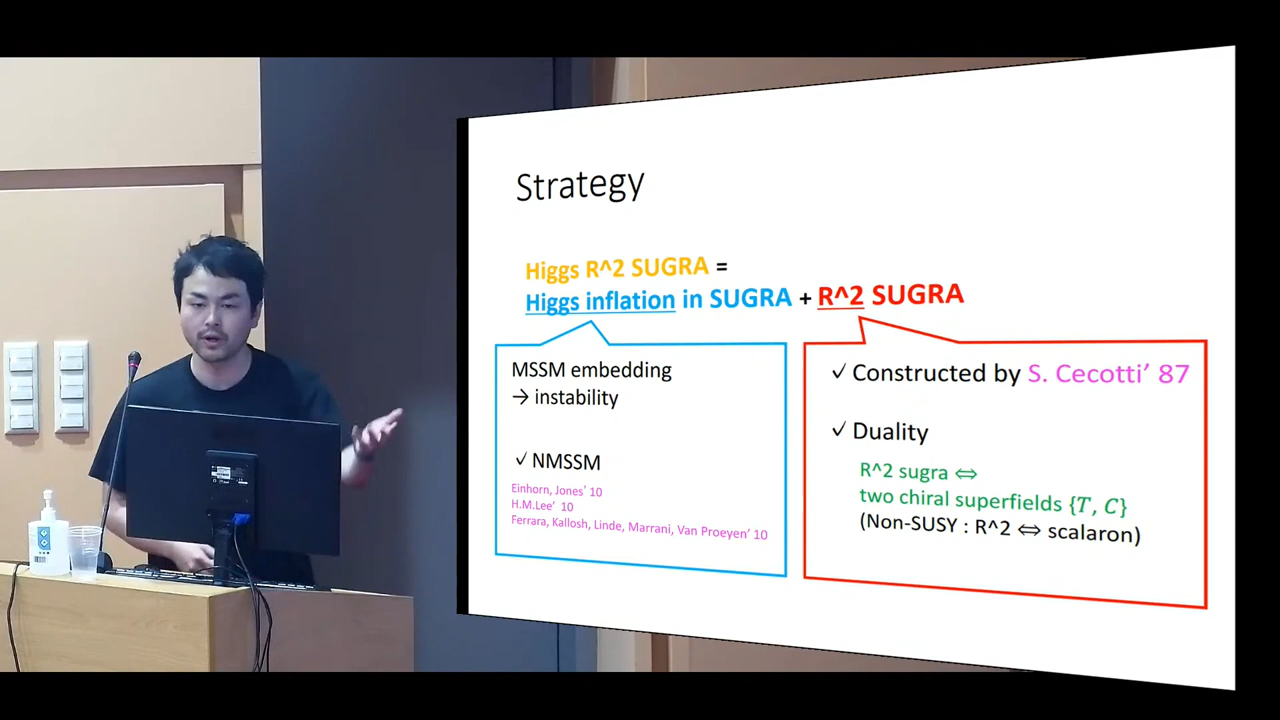 Strategy
Higgs R^2 SUGRA =
Higgs inflation in SUGRA + R^2 SUGRA
MSSM embedding
→ instability
✓ NMSSM
Einhorn, Jones' 10
H.M.Lee' 10
Ferrara, Kallosh, Linde, Marrani, Van Proeyen' 10
✓ Constructed by S. Cecotti' 87
✓ Duality
R^2 sugra ⇔
two chiral superfields {T, C}
(Non-SUSY : R^2 ⇔ scalaron)